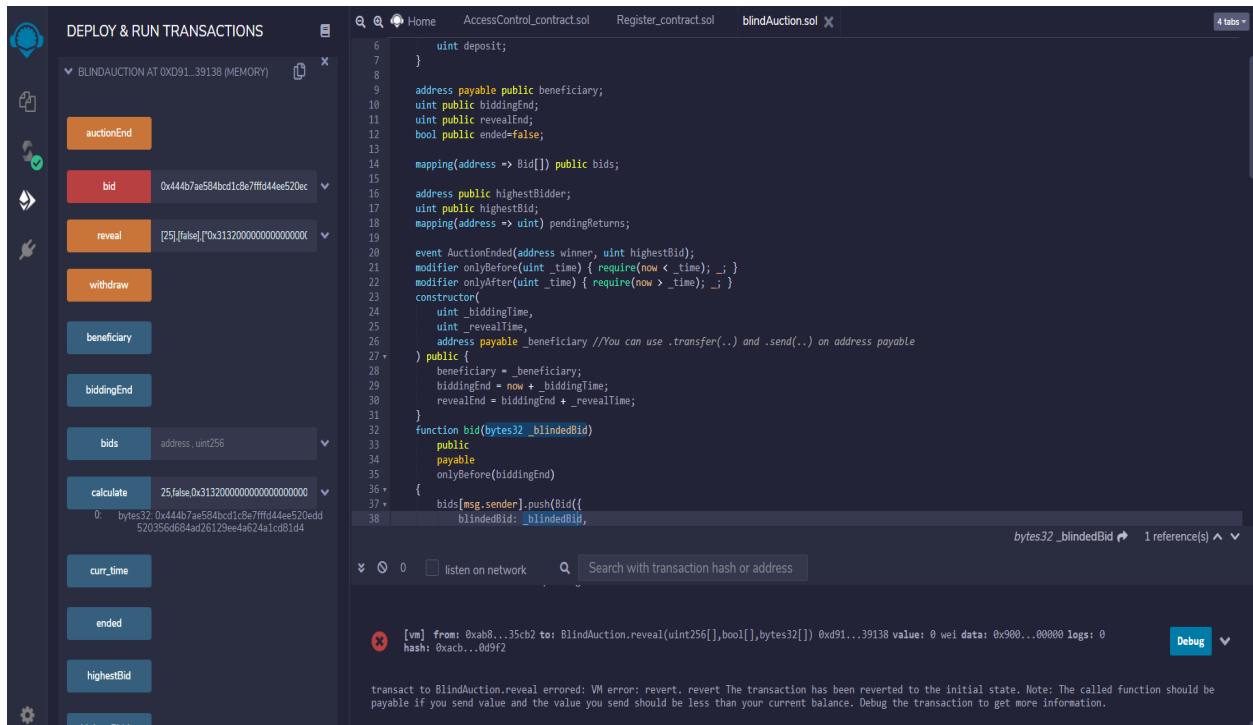 DEPLOY & RUN TRANSACTIONS
BLINDAUCTION AT 0XD91...39138 (MEMORY)
auctionEnd
bid 0x444b7ae584bcd1c8e7fffd44ee520ec
reveal [25],[false],["0x3132000000000000000(
withdraw
beneficiary
biddingEnd
bids address , uint256
calculate 25,false,0x3132000000000000000000000
0: bytes32: 0x444b7ae584bcd1c8e7fffd44ee520edd
520356d684ad26129ee4a624a1cd81d4
curr_time
ended
highestBid
Home AccessControl_contract.sol Register_contract.sol blindAuction.sol
4 tabs
6 uint deposit;
7 }
8
9 address payable public beneficiary;
10 uint public biddingEnd;
11 uint public revealEnd;
12 bool public ended=false;
13
14 mapping(address => Bid[]) public bids;
15
16 address public highestBidder;
17 uint public highestBid;
18 mapping(address => uint) pendingReturns;
19
20 event AuctionEnded(address winner, uint highestBid);
21 modifier onlyBefore(uint _time) { require(now < _time); _; }
22 modifier onlyAfter(uint _time) { require(now > _time); _; }
23 constructor(
24 uint _biddingTime,
25 uint _revealTime,
26 address payable _beneficiary //You can use .transfer(..) and .send(..) on address payable
27 ) public {
28 beneficiary = _beneficiary;
29 biddingEnd = now + _biddingTime;
30 revealEnd = biddingEnd + _revealTime;
31 }
32 function bid(bytes32 _blindedBid)
33 public
34 payable
35 onlyBefore(biddingEnd)
36 {
37 bids[msg.sender].push(Bid({
38 blindedBid: _blindedBid,
bytes32 _blindedBid 1 reference(s)
0 listen on network Search with transaction hash or address
[vm] from: 0xab8...35cb2 to: BlindAuction.reveal(uint256[],bool[],bytes32[]) 0xd91...39138 value: 0 wei data: 0x900...00000 logs: 0
hash: 0xacb...0d9f2
Debug
transact to BlindAuction.reveal errored: VM error: revert. revert The transaction has been reverted to the initial state. Note: The called function should be
payable if you send value and the value you send should be less than your current balance. Debug the transaction to get more information.